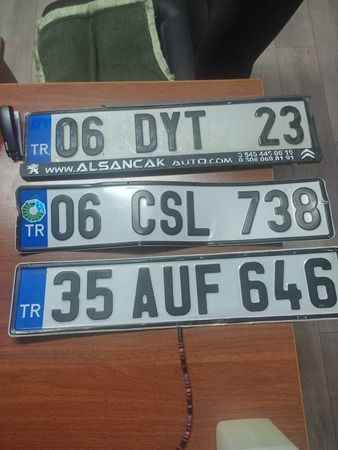 TR 06 DYT 23
www.ALSANCAK AUTO.COM
TR 06 CSL 738
TR 35 AUF 646